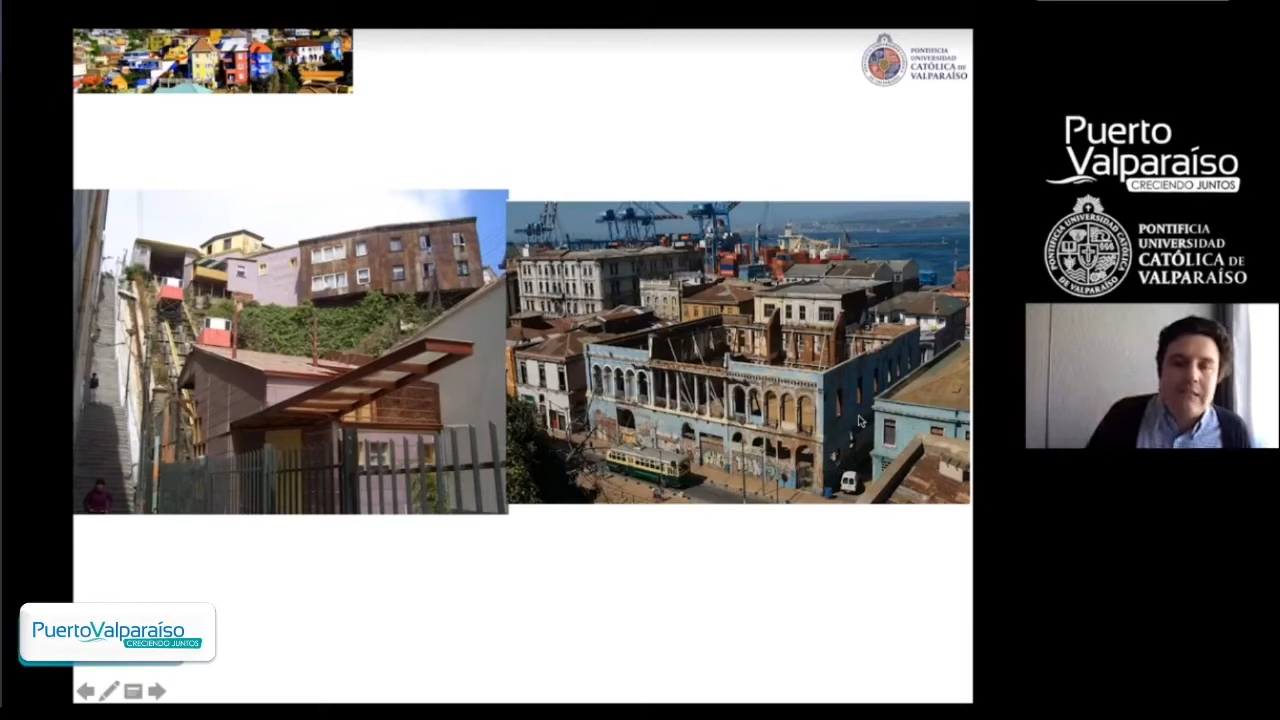 PONTIFICIA
UNIVERSIDAD
CATÓLICA DE
VALPARAÍSO
Puerto
Valparaíso
CRECIENDO JUNTOS
PONTIFICIA
UNIVERSIDAD
CATÓLICA DE
VALPARAÍSO
PuertoValparaíso
CRECIENDO JUNTOS